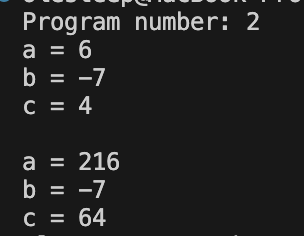 Program number: 2
a = 6
b = -7
c = 4
a = 216
b = -7
c = 64